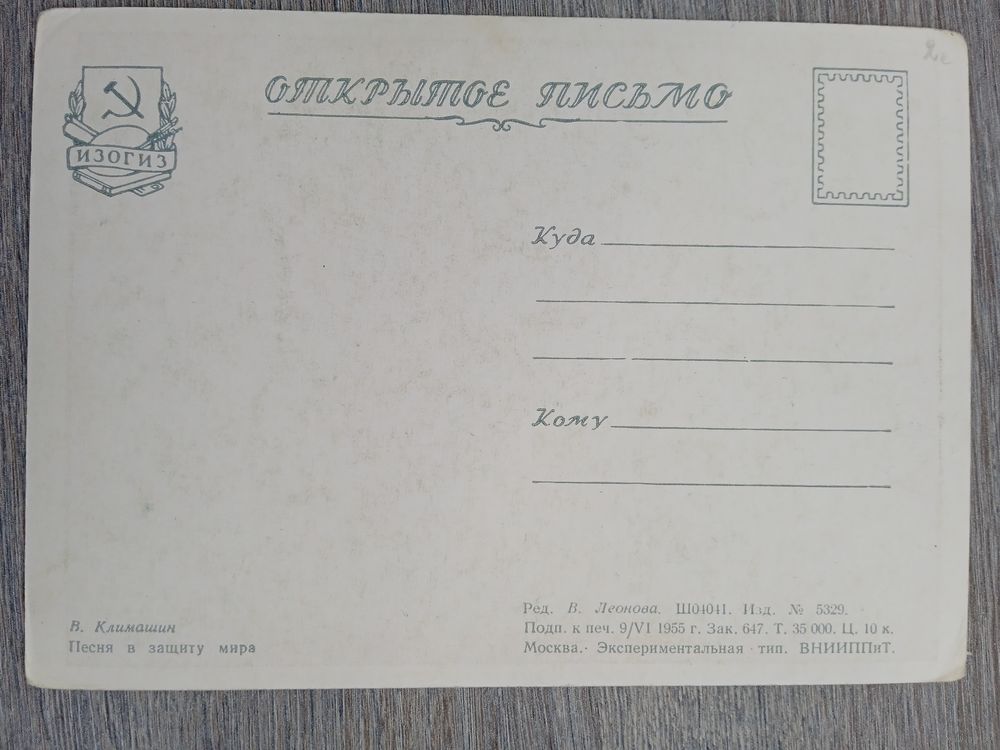 ОТКРЫТОЕ ПИСЬМО
ИЗОГИЗ
Куда
Кому
В. Климашин
Песня в защиту мира
Ред. В. Леонова. Ш04041. Изд. № 5329.
Подп. к печ. 9/VI 1955 г. Зак. 647. Т. 35 000. Ц. 10 к.
Москва. Экспериментальная тип. ВНИИППиТ.